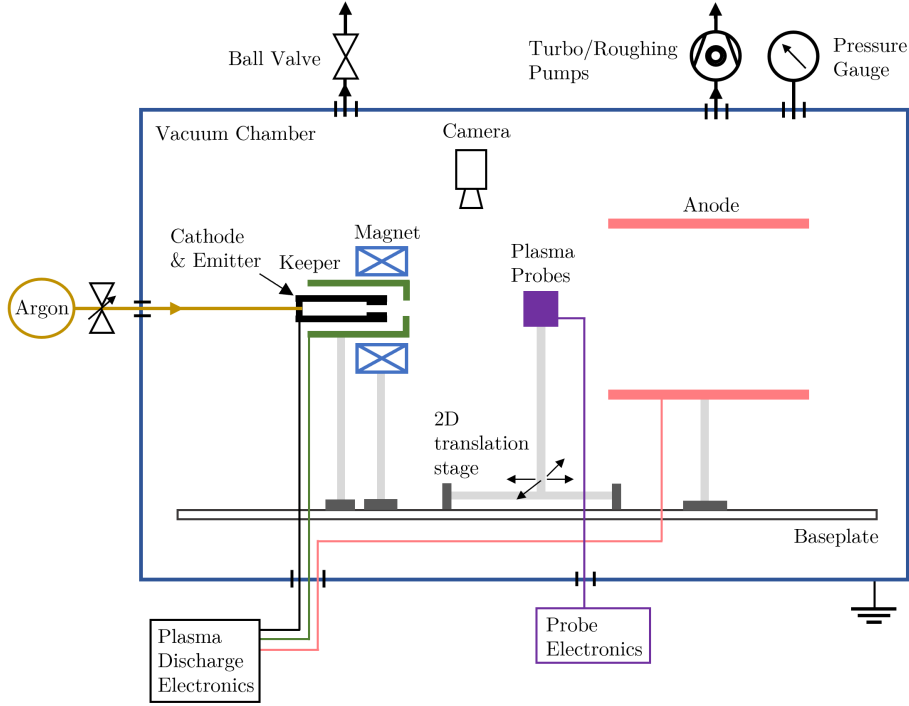 Ball Valve
Turbo/Roughing
Pumps
Pressure
Gauge
Vacuum Chamber
Camera
Anode
Cathode
& Emitter
Keeper
Magnet
Plasma
Probes
Argon
2D
translation
stage
Baseplate
Plasma
Discharge
Electronics
Probe
Electronics